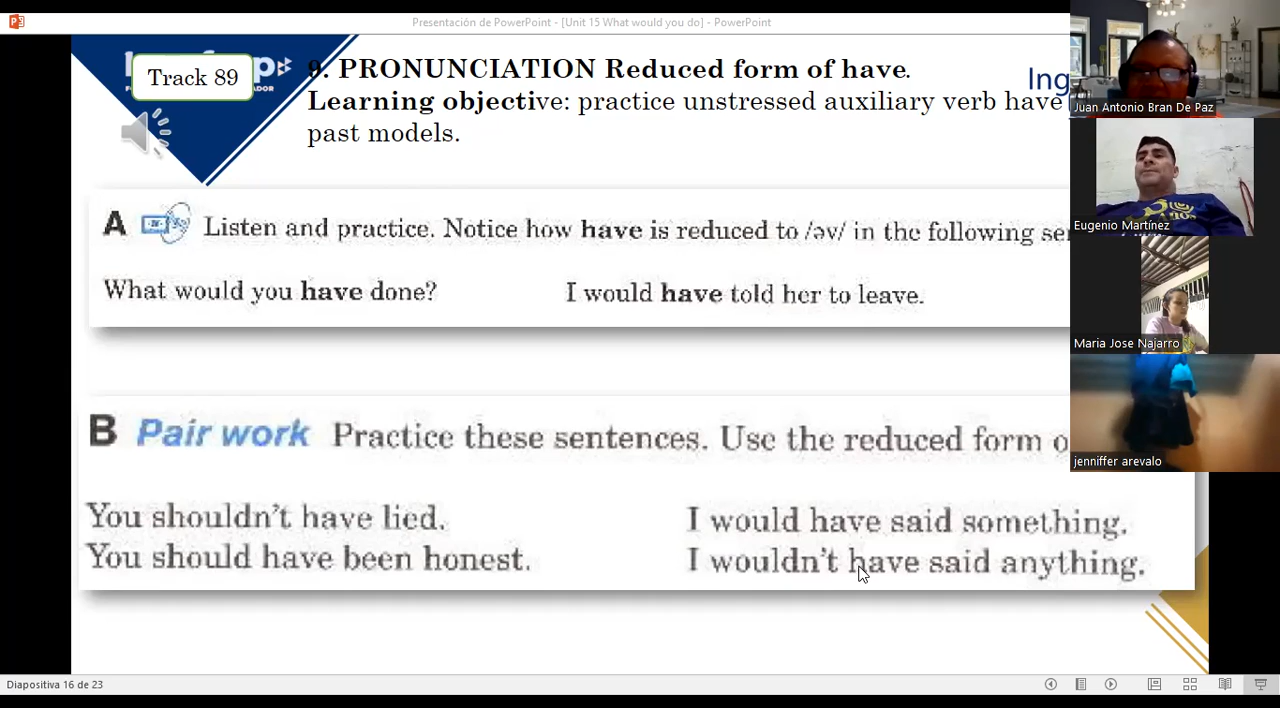 Presentación de PowerPoint - [Unit 15 What would you do] - PowerPoint
Track 89
9. PRONUNCIATION Reduced form of have.
Ing
Learning objective: practice unstressed auxiliary verb have
past models.
Juan Antonio Bran De Paz
A Listen and practice. Notice how have is reduced to /əv/ in the following
Eugenio Martínez
What would you have done? I would have told her to leave.
Maria Jose Najarro
B Pair work Practice these sentences. Use the reduced form
jenniffer arevalo
You shouldn't have lied. I would have said something.
You should have been honest. I wouldn't have said anything.
Diapositiva 16 de 23